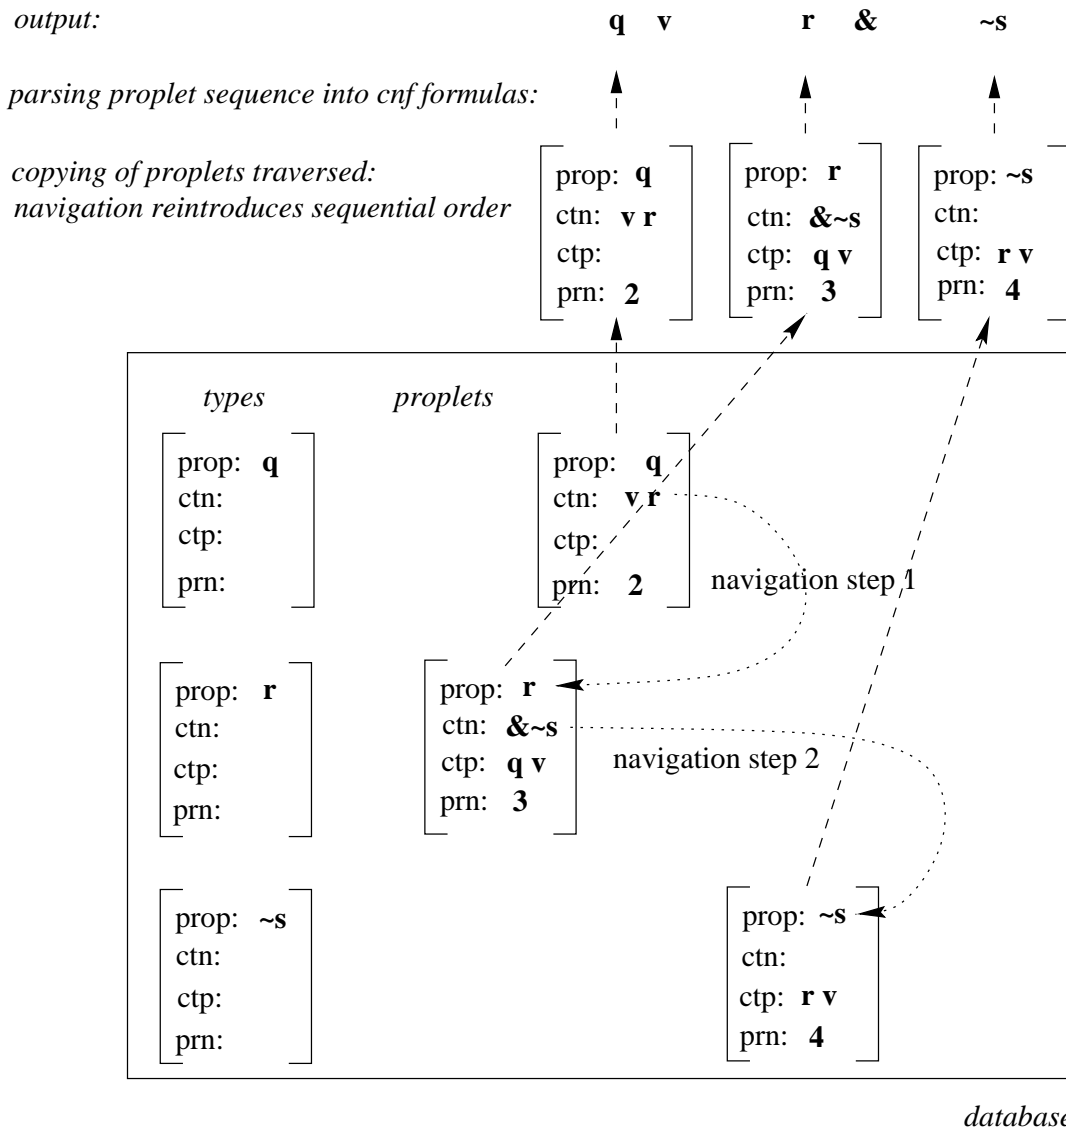 output:
q v r & ~s
parsing proplet sequence into cnf formulas:
copying of proplets traversed:
navigation reintroduces sequential order
prop: q
ctn: v r
ctp:
prn: 2
prop: r
ctn: &~s
ctp: q v
prn: 3
prop: ~s
ctn:
ctp: r v
prn: 4
types
proplets
prop: q
ctn:
ctp:
prn:
prop: q
ctn: v r
ctp:
prn: 2
navigation step 1
prop: r
ctn:
ctp:
prn:
prop: r
ctn: &~s
ctp: q v
prn: 3
navigation step 2
prop: ~s
ctn:
ctp:
prn:
prop: ~s
ctn:
ctp: r v
prn: 4
database